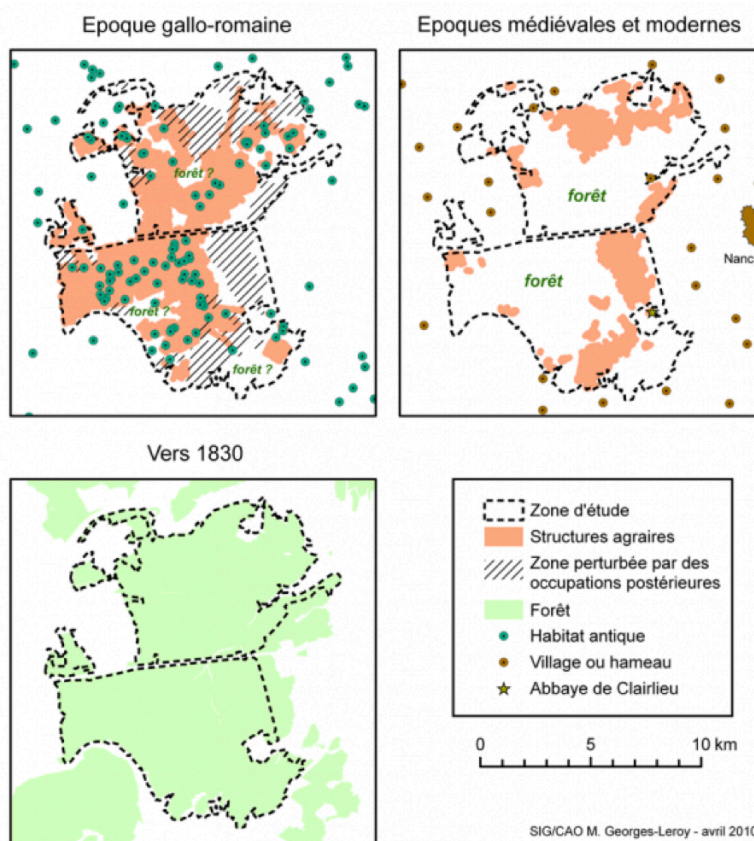 Epoque gallo-romaine
Epoques médiévales et modernes
forêt ?
forêt ?
forêt ?
forêt
forêt
Nanc
Vers 1830
Zone d'étude
Structures agraires
Zone perturbée par des
occupations postérieures
Forêt
Habitat antique
Village ou hameau
Abbaye de Clairlieu
0 5 10 km
SIG/CAO M. Georges-Leroy - avril 2010